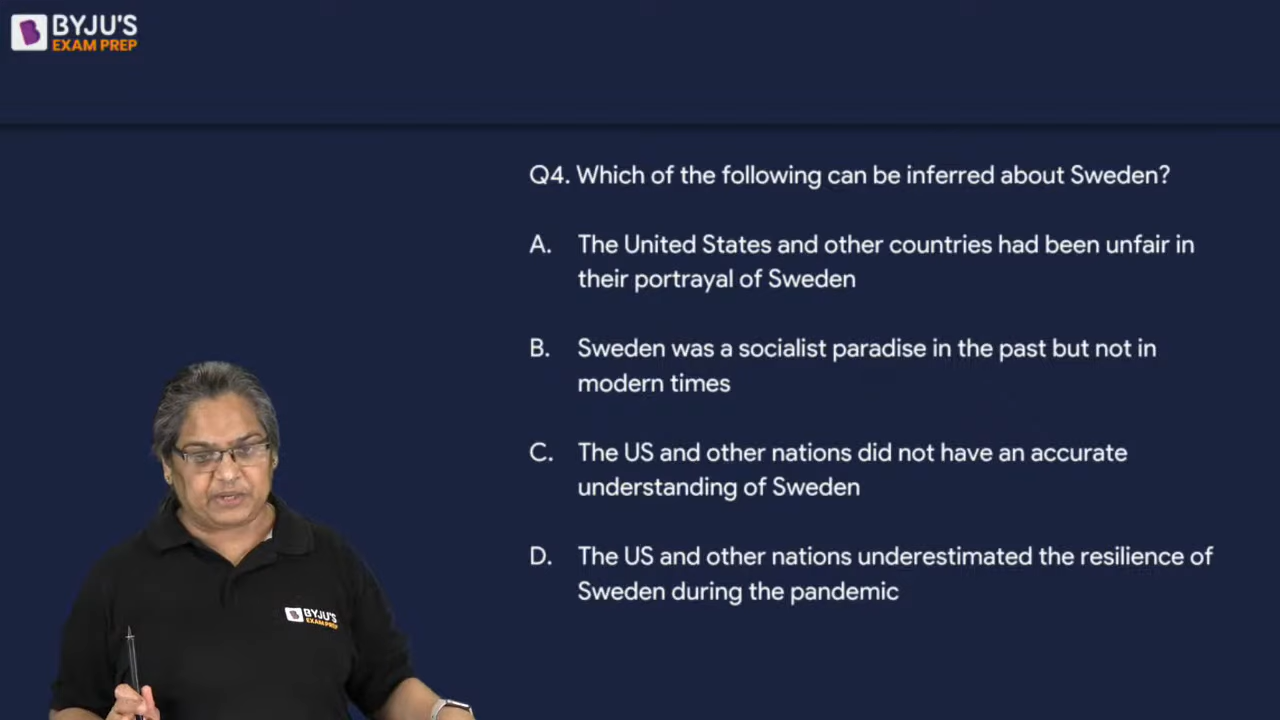 BYJU'S
EXAM PREP
Q4. Which of the following can be inferred about Sweden?
A. The United States and other countries had been unfair in
their portrayal of Sweden
B. Sweden was a socialist paradise in the past but not in
modern times
C. The US and other nations did not have an accurate
understanding of Sweden
D. The US and other nations underestimated the resilience of
Sweden during the pandemic
BYJU'S
EXAM PREP